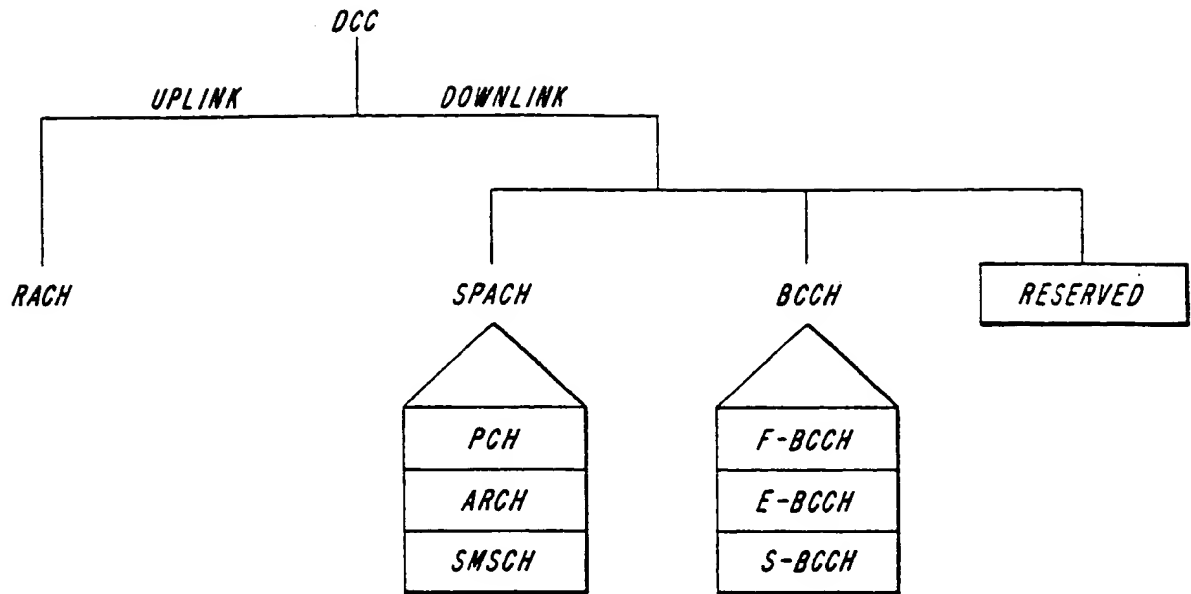 DCC
UPLINK DOWNLINK
RACH SPACH BCCH RESERVED
PCH F-BCCH
ARCH E-BCCH
SMSCH S-BCCH